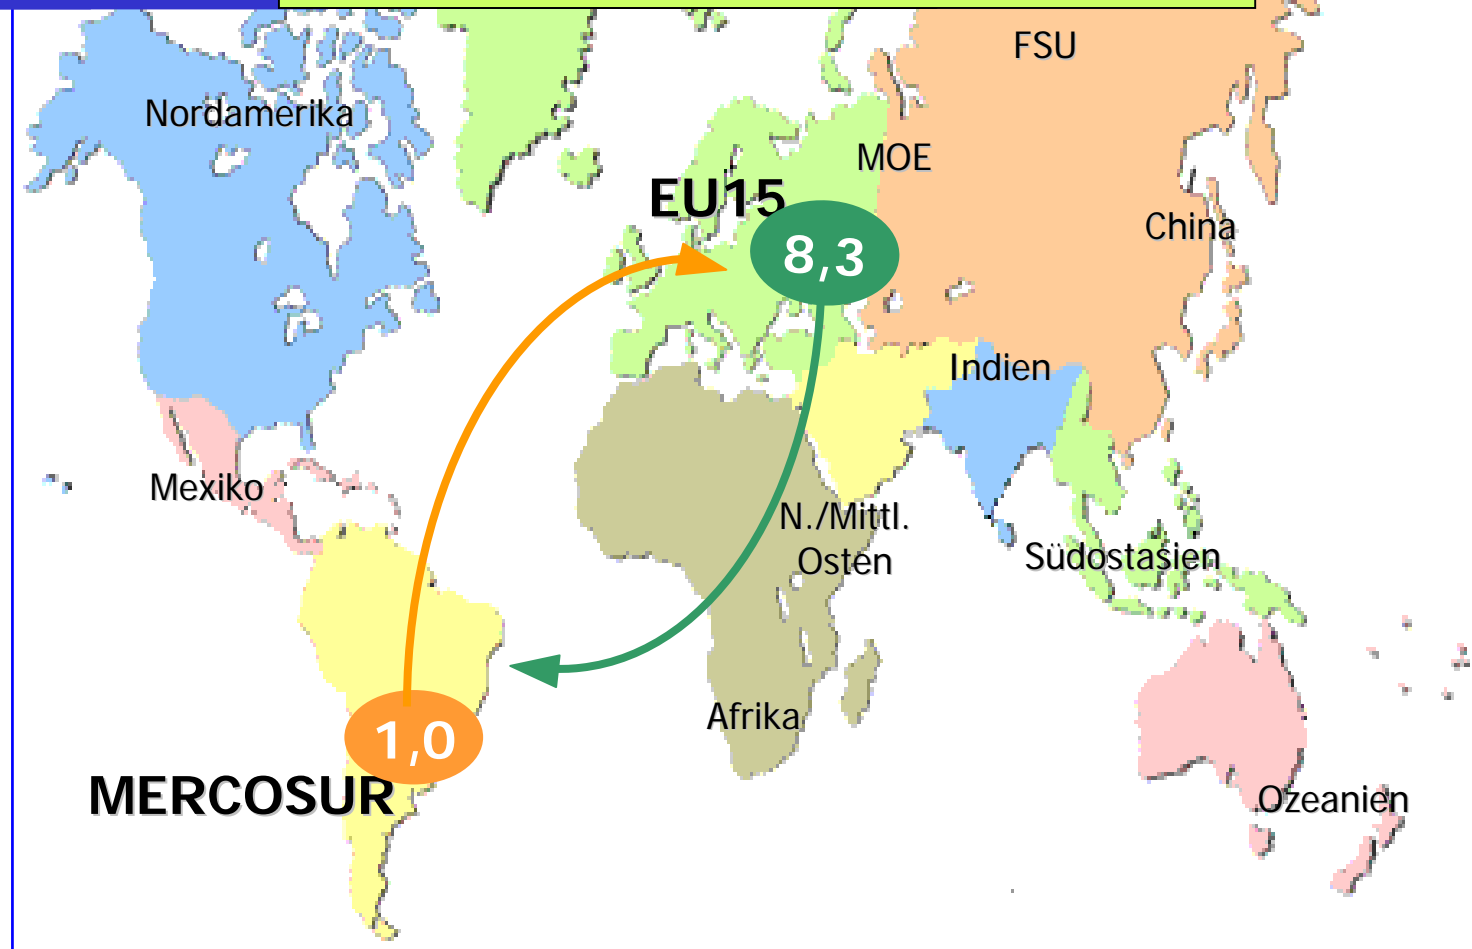 FSU
Nordamerika
MOE
EU15
China
8,3
Indien
Mexiko
N./Mittl.
Osten
Südostasien
Afrika
1,0
MERCOSUR
Ozeanien